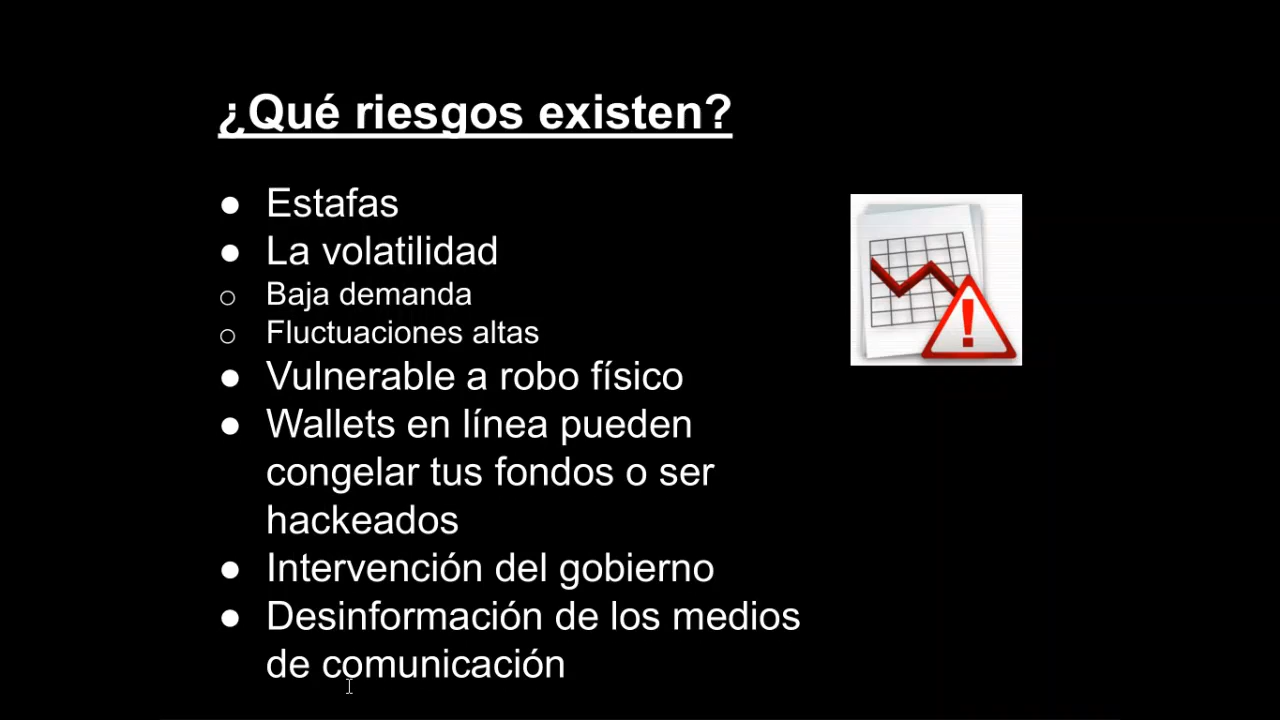 ¿Qué riesgos existen?
● Estafas
● La volatilidad
○ Baja demanda
○ Fluctuaciones altas
● Vulnerable a robo físico
● Wallets en línea pueden
congelar tus fondos o ser
hackeados
● Intervención del gobierno
● Desinformación de los medios
de comunicación